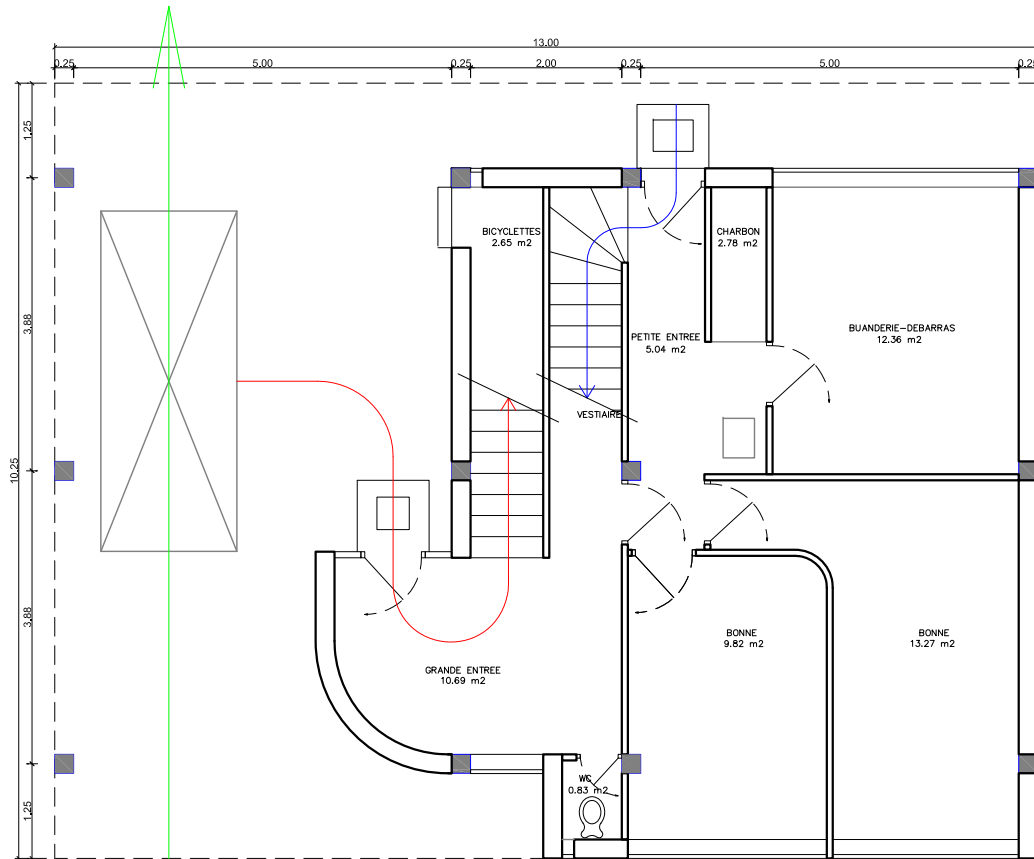 13.00
0.25 5.00 0.25 2.00 0.25 5.00 0.25
1.25
BICYCLETTES
2.65 m2
CHARBON
2.78 m2
3.88
PETITE ENTREE
5.04 m2
BUANDERIE-DEBARRAS
12.36 m2
VESTIAIRE
10.25
3.88
BONNE
9.82 m2
BONNE
13.27 m2
GRANDE ENTREE
10.69 m2
WC
0.83 m2
1.25